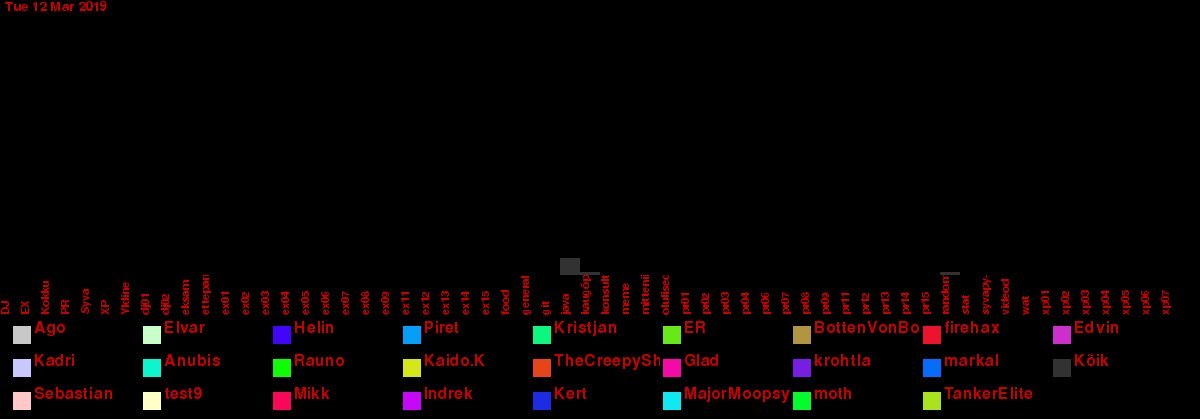 Tue 12 Mar 2019
DJ EX Kokku PR Syva XP Yldine dj01 dj02 eksam ettepan ex01 ex02 ex03 ex04 ex05 ex06 ex07 ex08 ex09 ex11 ex12 ex13 ex14 ex15 food general git java kaugõp konsult meme mitteni olulisec pr01 pr02 pr03 pr04 pr06 pr07 pr08 pr09 pr11 pr12 pr13 pr14 pr15 random stat syvapy- videod wat xp01 xp02 xp03 xp04 xp05 xp06 xp07
Ago Elvar Helin Piret Kristjan ER BottenVonBo firehax Edvin
Kadri Anubis Rauno Kaido.K TheCreepySh Glad krohtla markal Kõik
Sebastian test9 Mikk Indrek Kert MajorMoopsy moth TankerElite